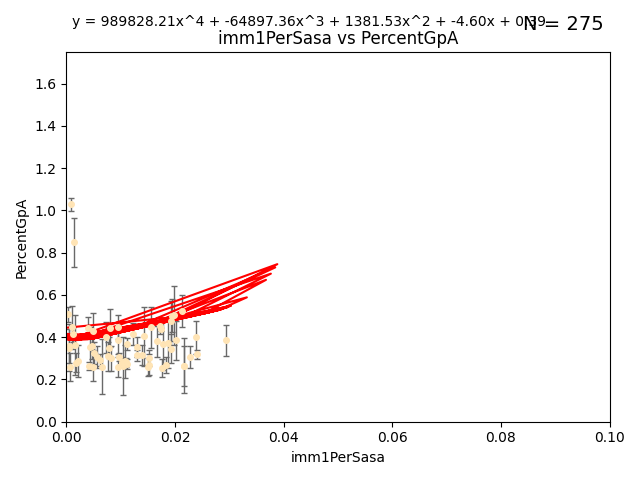 y = 989828.21x^4 + -64897.36x^3 + 1381.53x^2 + -4.60x + 0.39
N = 275
imm1PerSasa vs PercentGpA
PercentGpA
1.6
1.4
1.2
1.0
0.8
0.6
0.4
0.2
0.0
0.00 0.02 0.04 0.06 0.08 0.10
imm1PerSasa